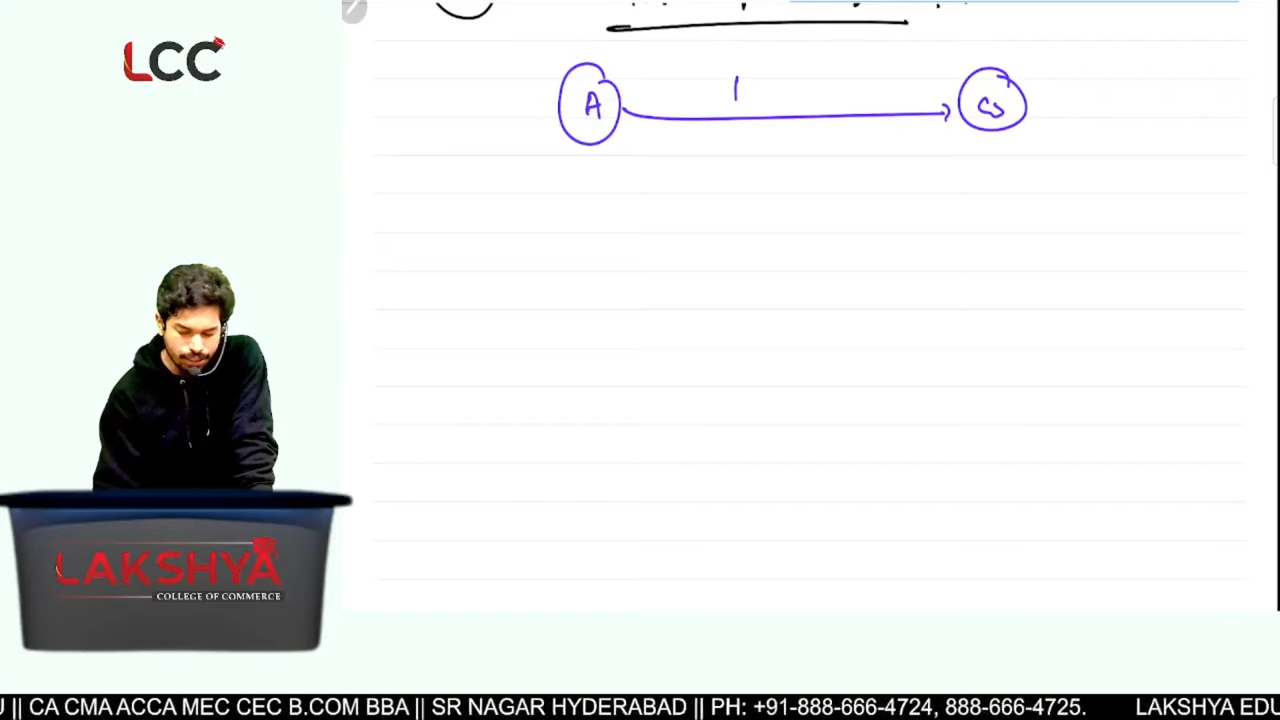 LCC
A
LAKSHYA
COLLEGE OF COMMERCE
U || CA CMA ACCA MEC CEC B.COM BBA || SR NAGAR HYDERABAD || PH: +91-888-666-4724, 888-666-4725. LAKSHYA EDU